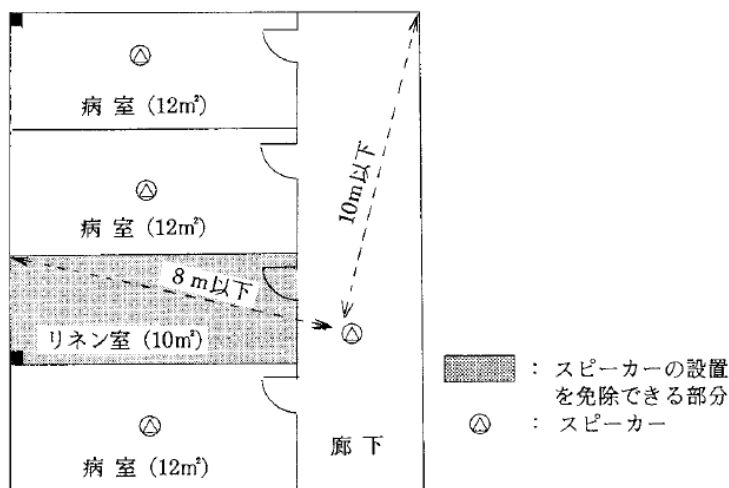 病 室 (12㎡)
10m以下
病 室 (12㎡)
8 m以下
リネン室 (10㎡)
病 室 (12㎡)
廊 下
： スピーカーの設置
を免除できる部分
： スピーカー